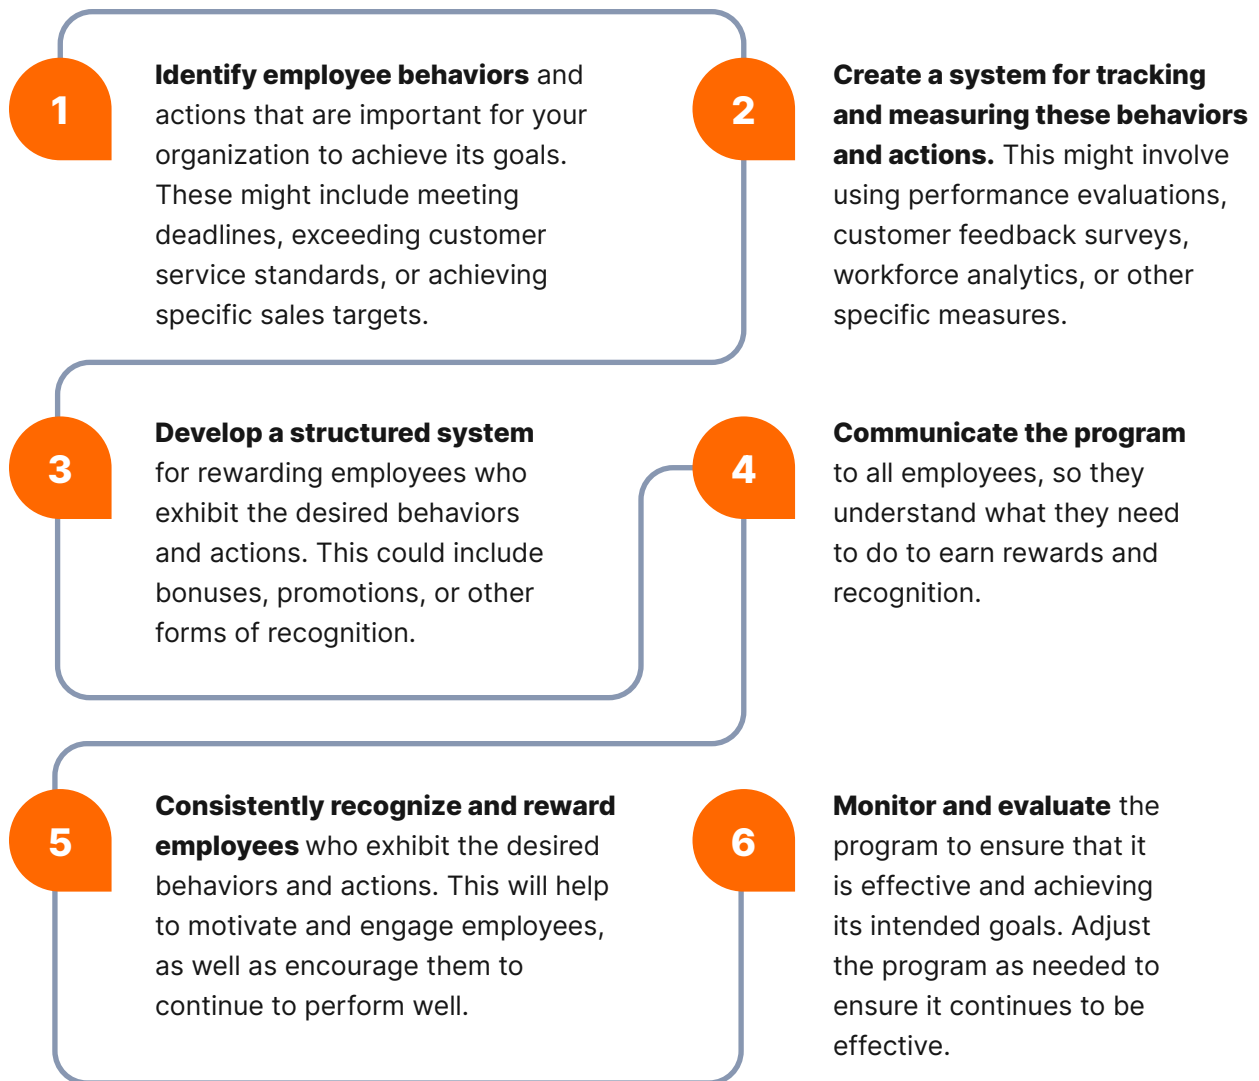 1
Identify employee behaviors and
actions that are important for your
organization to achieve its goals.
These might include meeting
deadlines, exceeding customer
service standards, or achieving
specific sales targets.
2
Create a system for tracking
and measuring these behaviors
and actions. This might involve
using performance evaluations,
customer feedback surveys,
workforce analytics, or other
specific measures.
3
Develop a structured system
for rewarding employees who
exhibit the desired behaviors
and actions. This could include
bonuses, promotions, or other
forms of recognition.
4
Communicate the program
to all employees, so they
understand what they need
to do to earn rewards and
recognition.
5
Consistently recognize and reward
employees who exhibit the desired
behaviors and actions. This will help
to motivate and engage employees,
as well as encourage them to
continue to perform well.
6
Monitor and evaluate the
program to ensure that it
is effective and achieving
its intended goals. Adjust
the program as needed to
ensure it continues to be
effective.